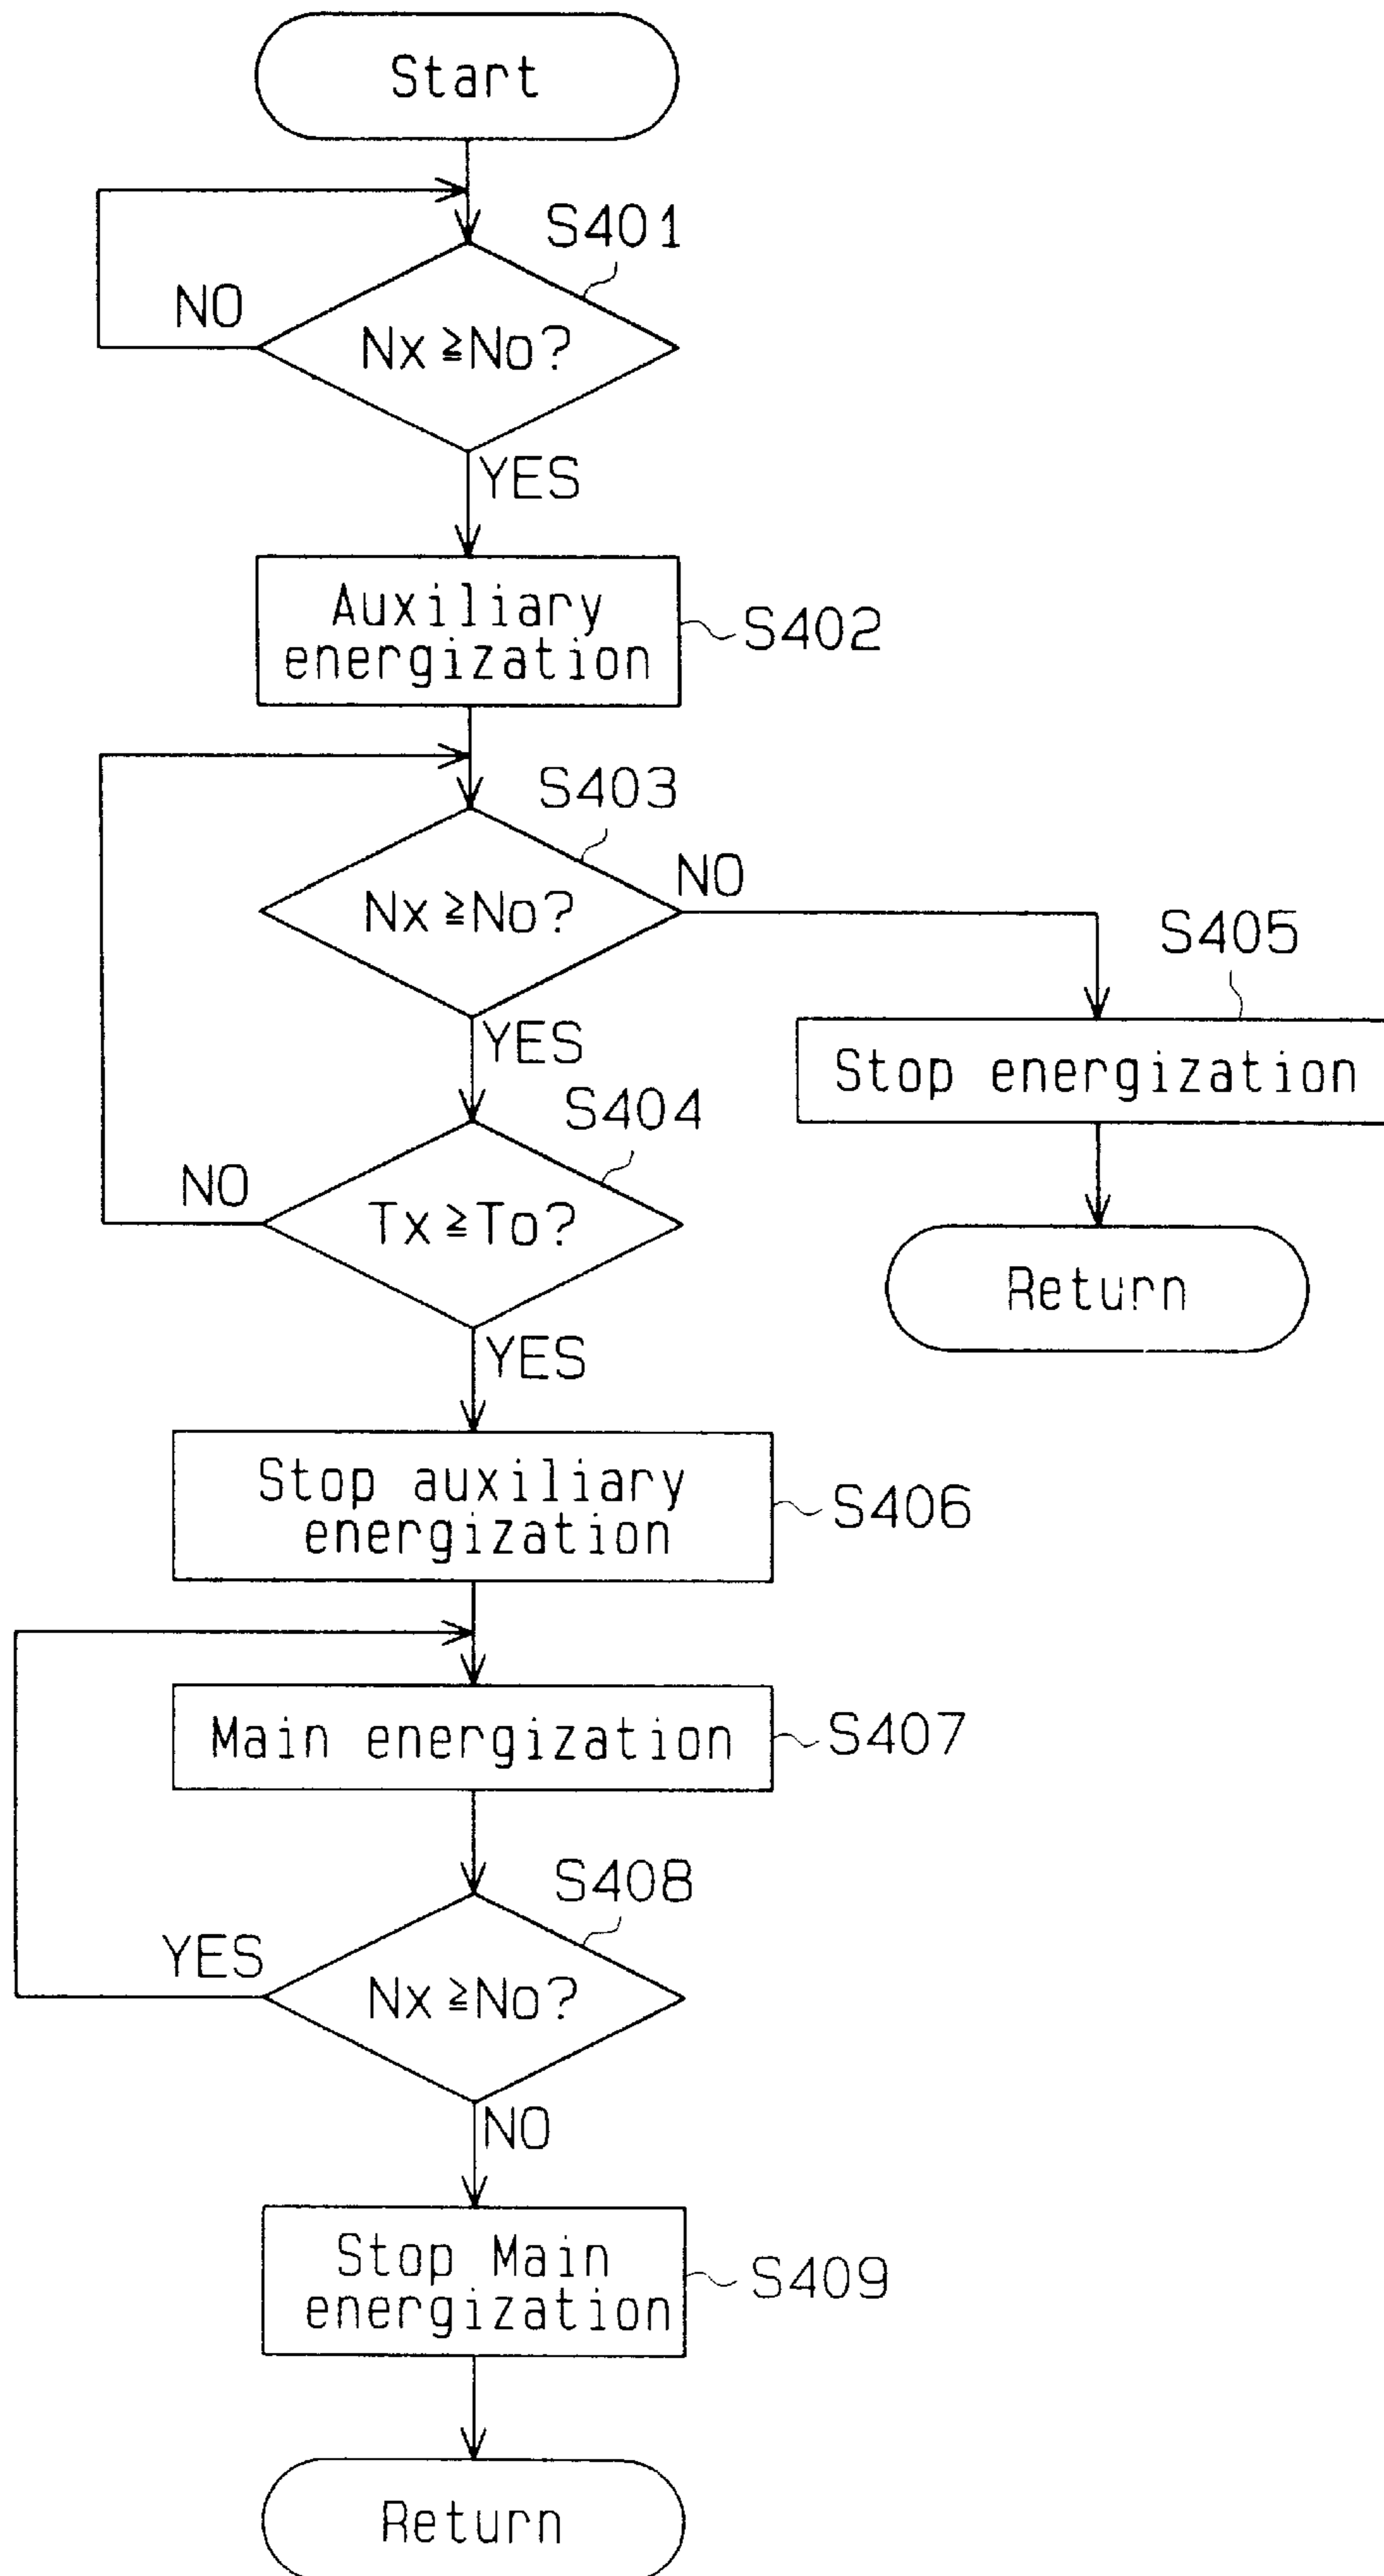 Start
S401
NO
Nx≧No?
YES
Auxiliary
energization
S402
S403
NO
Nx≧No?
S405
YES
Stop energization
S404
NO
Tx≧To?
Return
YES
Stop auxiliary
energization
S406
Main energization
S407
S408
YES
Nx≧No?
NO
Stop Main
energization
S409
Return